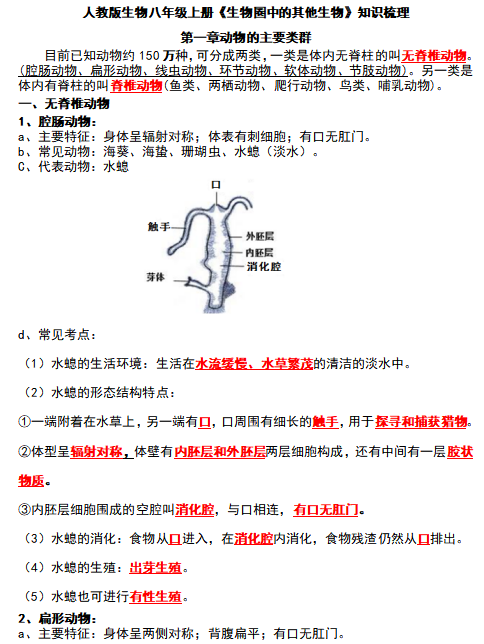 人教版生物八年级上册《生物圈中的其他生物》知识梳理
第一章动物的主要类群
目前已知动物约 150 万种，可分成两类，一类是体内无脊柱的叫无脊椎动物。
(腔肠动物、扁形动物、线虫动物、环节动物、软体动物、节肢动物)。另一类是
体内有脊柱的叫脊椎动物(鱼类、两栖动物、爬行动物、鸟类、哺乳动物)。
一、无脊椎动物
1、腔肠动物：
a、主要特征：身体呈辐射对称；体表有刺细胞；有口无肛门。
b、常见动物：海葵、海蛰、珊瑚虫、水螅（淡水）。
C、代表动物：水螅
口
触手
外胚层
内胚层
消化腔
芽体
d、常见考点：
（1）水螅的生活环境：生活在水流缓慢、水草繁茂的清洁的淡水中。
（2）水螅的形态结构特点：
①一端附着在水草上，另一端有口，口周围有细长的触手，用于探寻和捕获猎物。
②体型呈辐射对称，体壁有内胚层和外胚层两层细胞构成，还有中间有一层胶状
物质。
③内胚层细胞围成的空腔叫消化腔，与口相连，有口无肛门。
（3）水螅的消化：食物从口进入，在消化腔内消化，食物残渣仍然从口排出。
（4）水螅的生殖：出芽生殖。
（5）水螅也可进行有性生殖。
2、扁形动物：
a、主要特征：身体呈两侧对称；背腹扁平；有口无肛门。